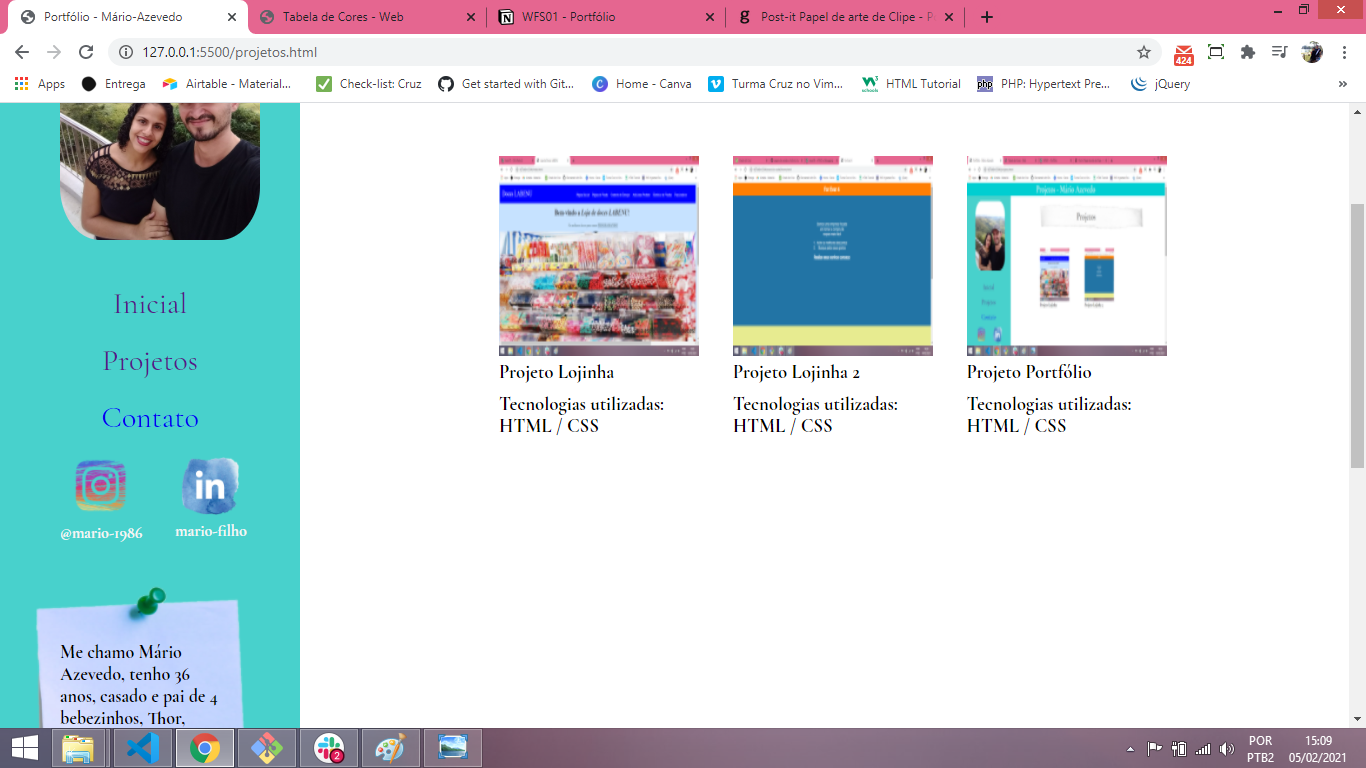 Portfólio - Mário-Azevedo
Tabela de Cores - Web
WFS01 - Portfólio
Post-it Papel de arte de Clipe - P
127.0.0.1:5500/projetos.html
424
Apps
Entrega
Airtable - Material...
Check-list: Cruz
Get started with Git...
Home - Canva
Turma Cruz no Vim...
HTML Tutorial
PHP: Hypertext Pre...
jQuery
»
Inicial
Projetos
Contato
@mario-1986
mario-filho
Me chamo Mário
Azevedo, tenho 36
anos, casado e pai de 4
bebezinhos, Thor,
Projetos - Mário Azevedo
Projetos
Projeto Lojinha
Tecnologias utilizadas:
HTML / CSS
Projeto Lojinha 2
Tecnologias utilizadas:
HTML / CSS
Projeto Portfólio
Tecnologias utilizadas:
HTML / CSS
2
POR
PTB2
15:09
05/02/2021